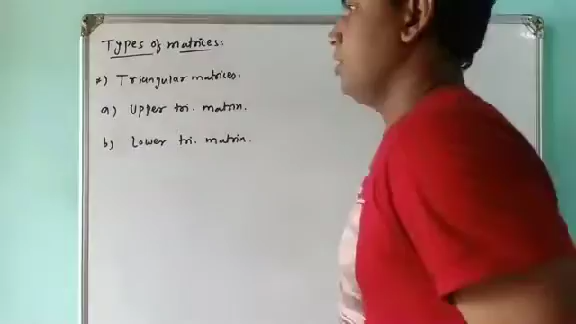 Types of matrices:
*) Triangular matrices.
a) Upper tri. matrix.
b) Lower tri. matrix.